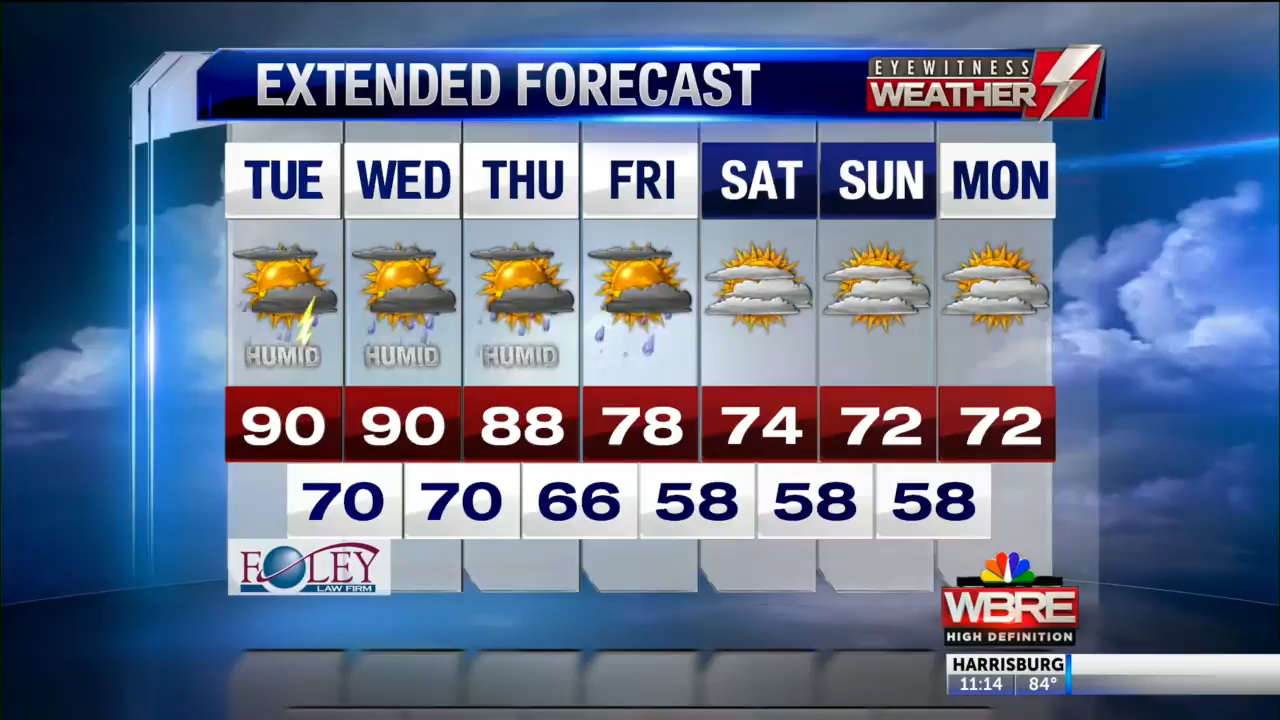 EXTENDED FORECAST
EYEWITNESS
WEATHER
TUE WED THU FRI SAT SUN MON
HUMID HUMID HUMID
90 90 88 78 74 72 72
70 70 66 58 58 58
FOLEY
LAW FIRM
WBRE
HIGH DEFINITION
HARRISBURG
11:14 84°